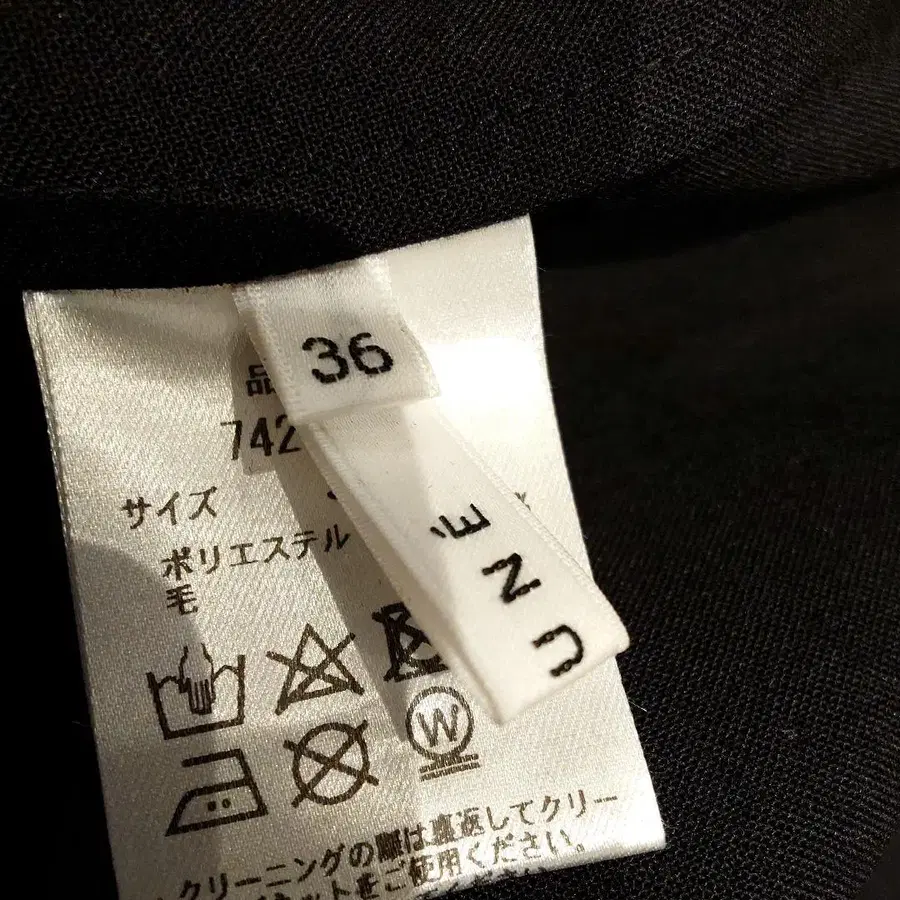 36
品
742
サイズ
ポリエステル
毛
UNÉ
W
クリーニングの際は裏返してクリー
ネットをご使用ください。